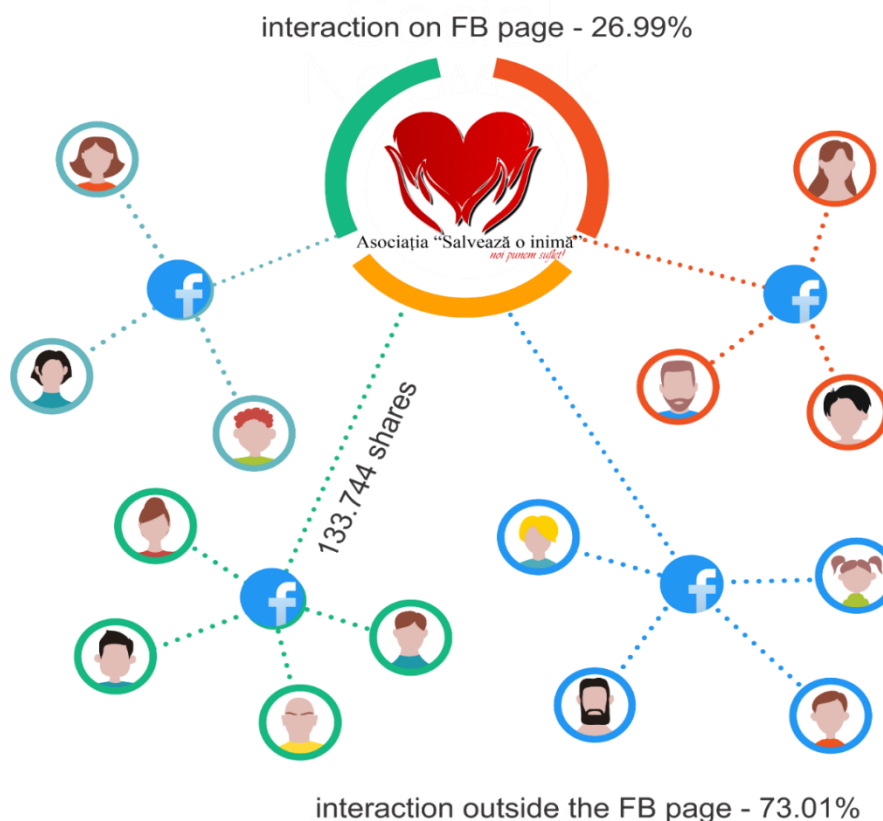 interaction on FB page - 26.99%
Asociația “Salvează o inimă”
noi punem suflet!
133.744 shares
interaction outside the FB page - 73.01%